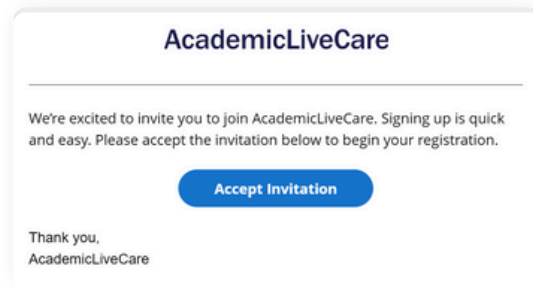 AcademicLiveCare
We're excited to invite you to join AcademicLiveCare. Signing up is quick
and easy. Please accept the invitation below to begin your registration.
Accept Invitation
Thank you,
AcademicLiveCare